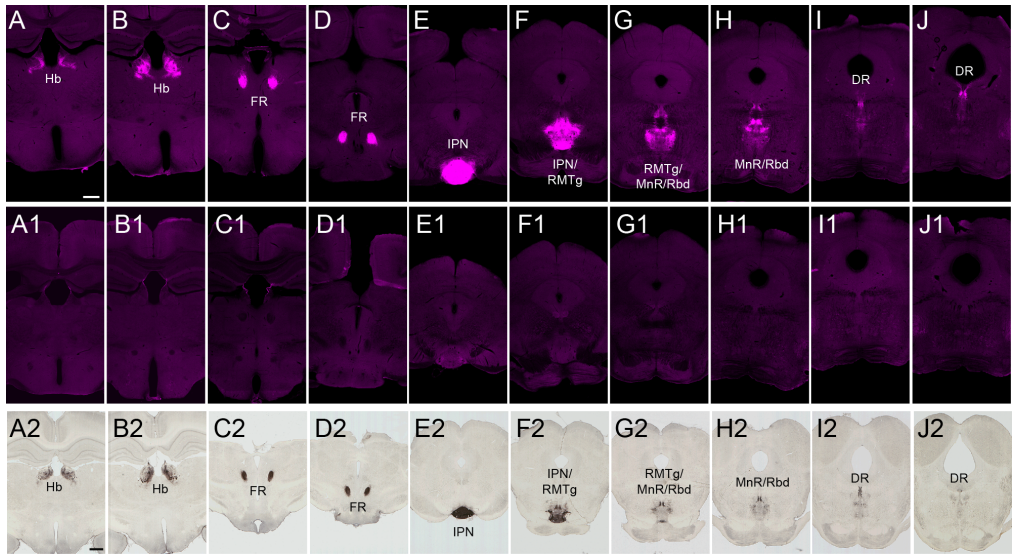 A B C D E F G H I J
Hb Hb FR FR IPN IPN/
RMTg RMTg/
MnR/Rbd MnR/Rbd DR DR
A1 B1 C1 D1 E1 F1 G1 H1 I1 J1
A2 B2 C2 D2 E2 F2 G2 H2 I2 J2
Hb Hb FR FR IPN IPN/
RMTg RMTg/
MnR/Rbd MnR/Rbd DR DR